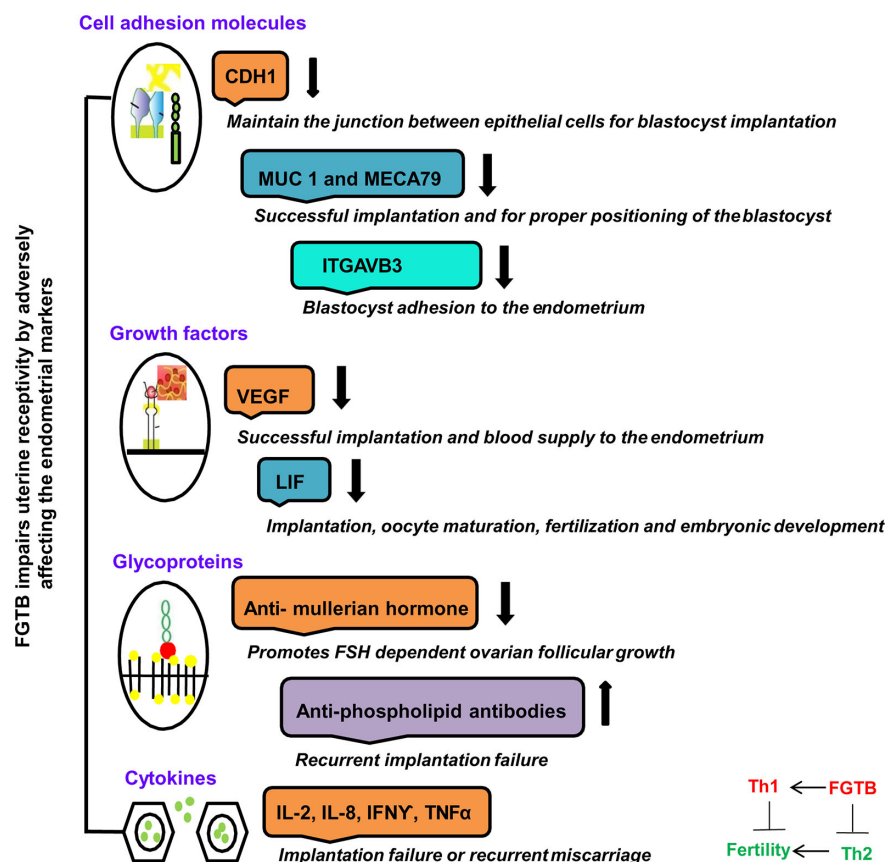 Cell adhesion molecules
CDH1
Maintain the junction between epithelial cells for blastocyst implantation
MUC 1 and MECA79
Successful implantation and for proper positioning of the blastocyst
ITGAVB3
Blastocyst adhesion to the endometrium
FGTB impairs uterine receptivity by adversely
affecting the endometrial markers
Growth factors
VEGF
Successful implantation and blood supply to the endometrium
LIF
Implantation, oocyte maturation, fertilization and embryonic development
Glycoproteins
Anti- mullerian hormone
Promotes FSH dependent ovarian follicular growth
Anti-phospholipid antibodies
Recurrent implantation failure
Cytokines
IL-2, IL-8, IFNϒ, TNFα
Implantation failure or recurrent miscarriage
Th1
FGTB
Fertility
Th2